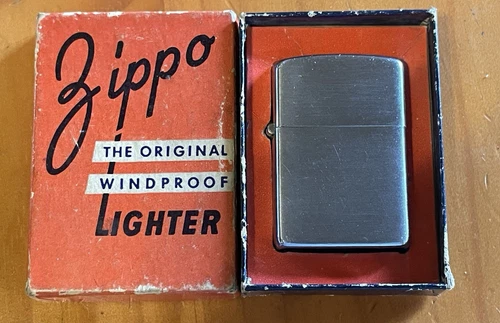 Zippo
THE ORIGINAL
WINDPROOF
LIGHTER